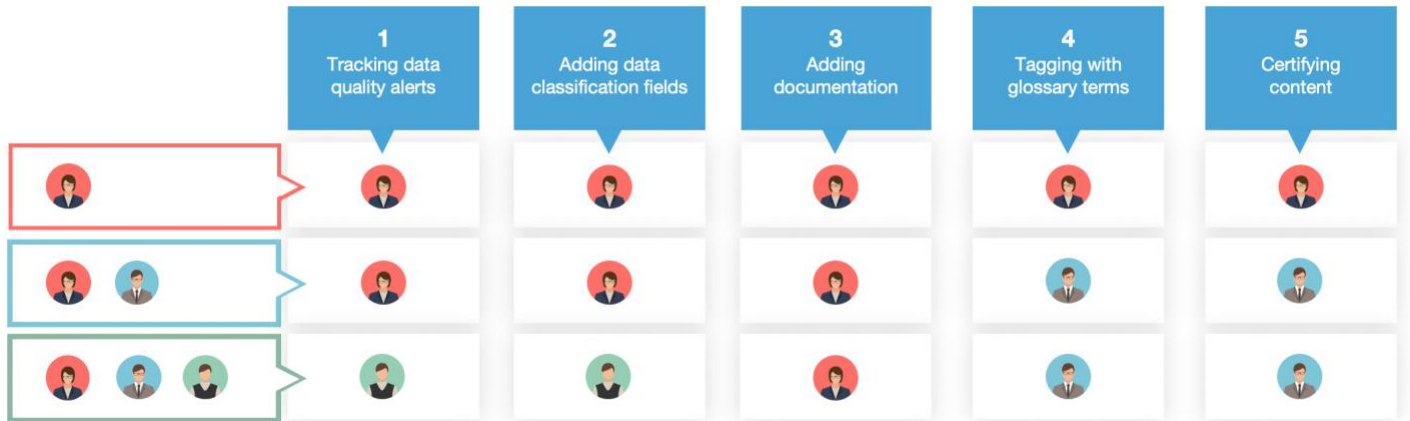 1
Tracking data
quality alerts
2
Adding data
classification fields
3
Adding
documentation
4
Tagging with
glossary terms
5
Certifying
content